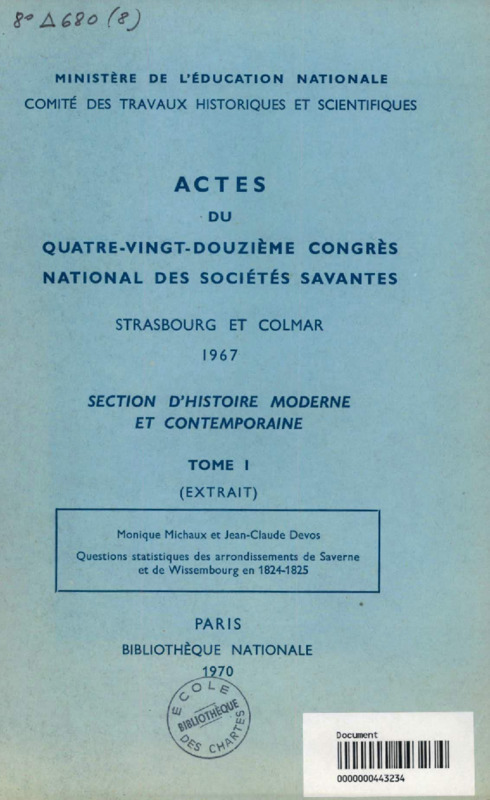 8° Δ 680 (8)
MINISTÈRE DE L'ÉDUCATION NATIONALE
COMITÉ DES TRAVAUX HISTORIQUES ET SCIENTIFIQUES
ACTES
DU
QUATRE-VINGT-DOUZIÈME CONGRÈS
NATIONAL DES SOCIÉTÉS SAVANTES
STRASBOURG ET COLMAR
1967
SECTION D'HISTOIRE MODERNE
ET CONTEMPORAINE
TOME I
(EXTRAIT)
Monique Michaux et Jean-Claude Devos
Questions statistiques des arrondissements de Saverne
et de Wissembourg en 1824-1825
PARIS
BIBLIOTHÈQUE NATIONALE
1970
ECOLE
BIBLIOTHÈQUE
DES CHARTES
Document
0000000443234